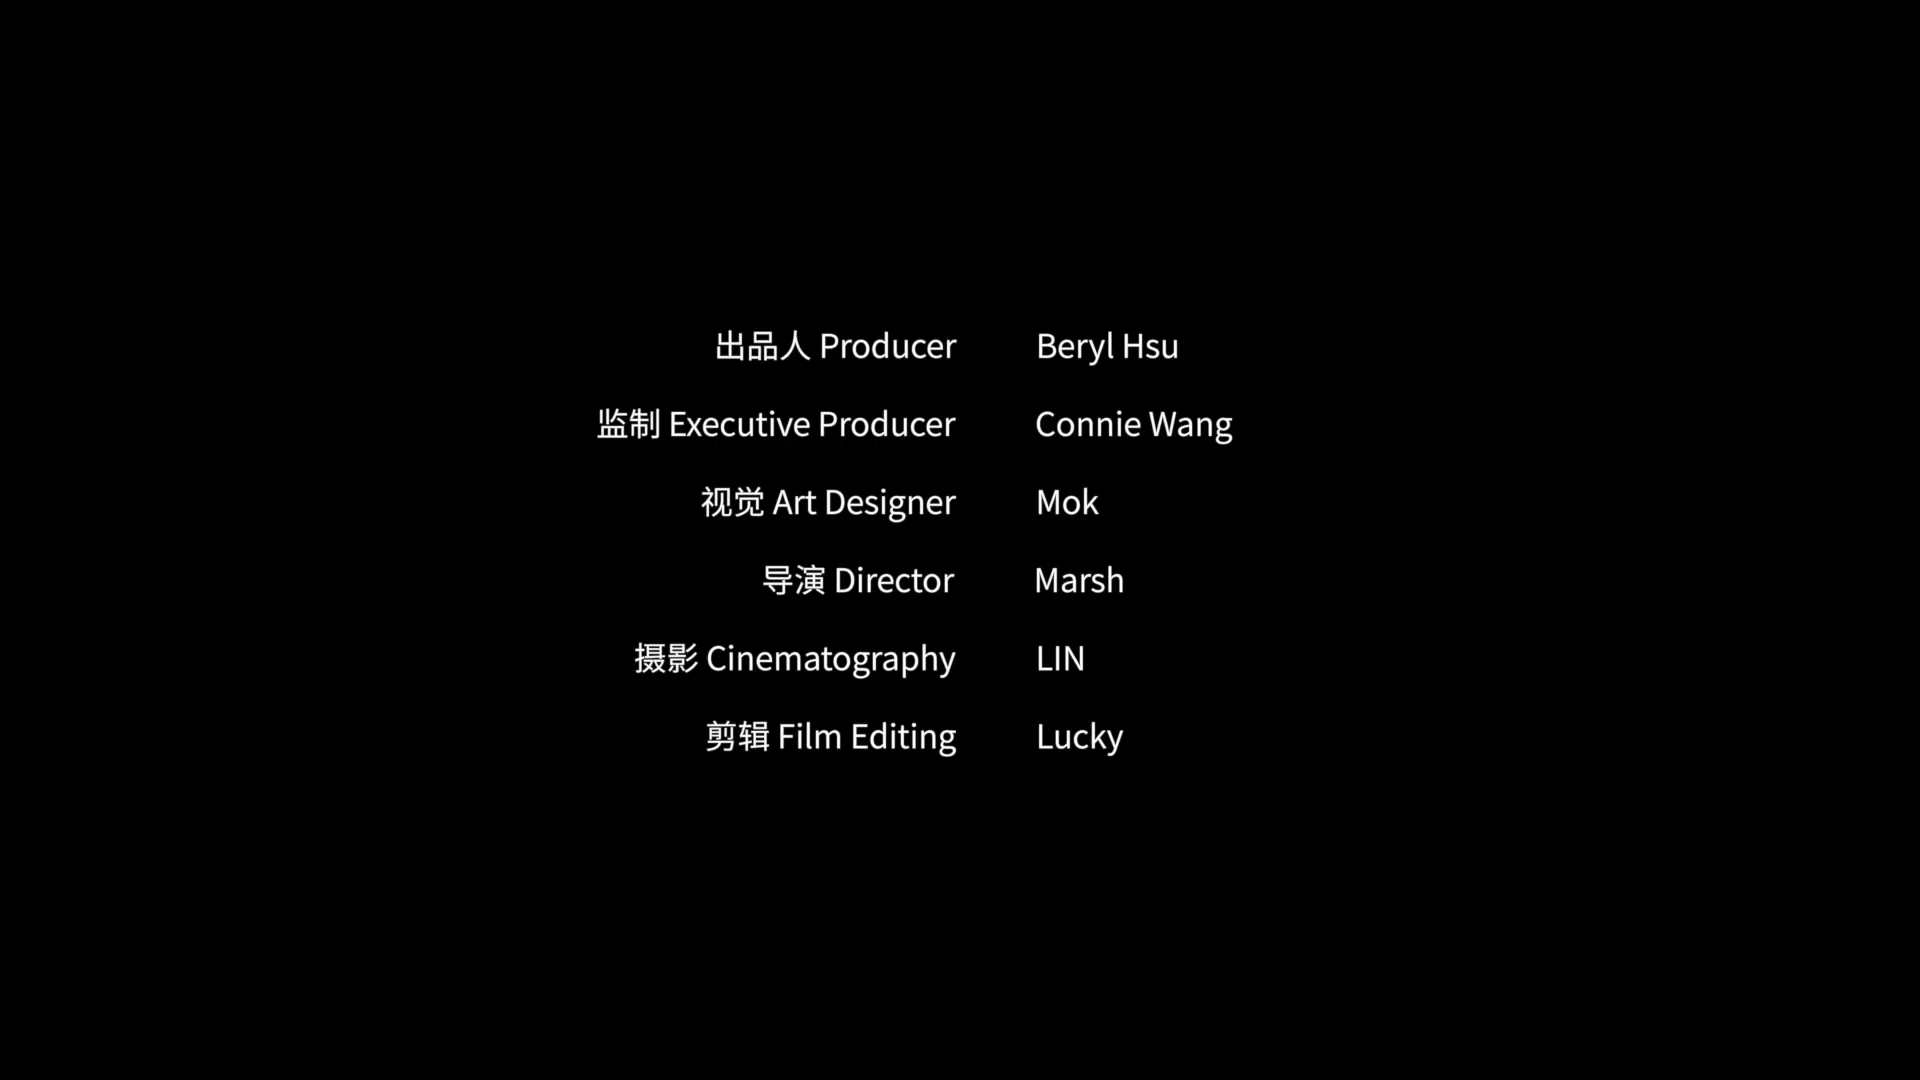 出品人 Producer Beryl Hsu
监制 Executive Producer Connie Wang
视觉 Art Designer Mok
导演 Director Marsh
摄影 Cinematography LIN
剪辑 Film Editing Lucky